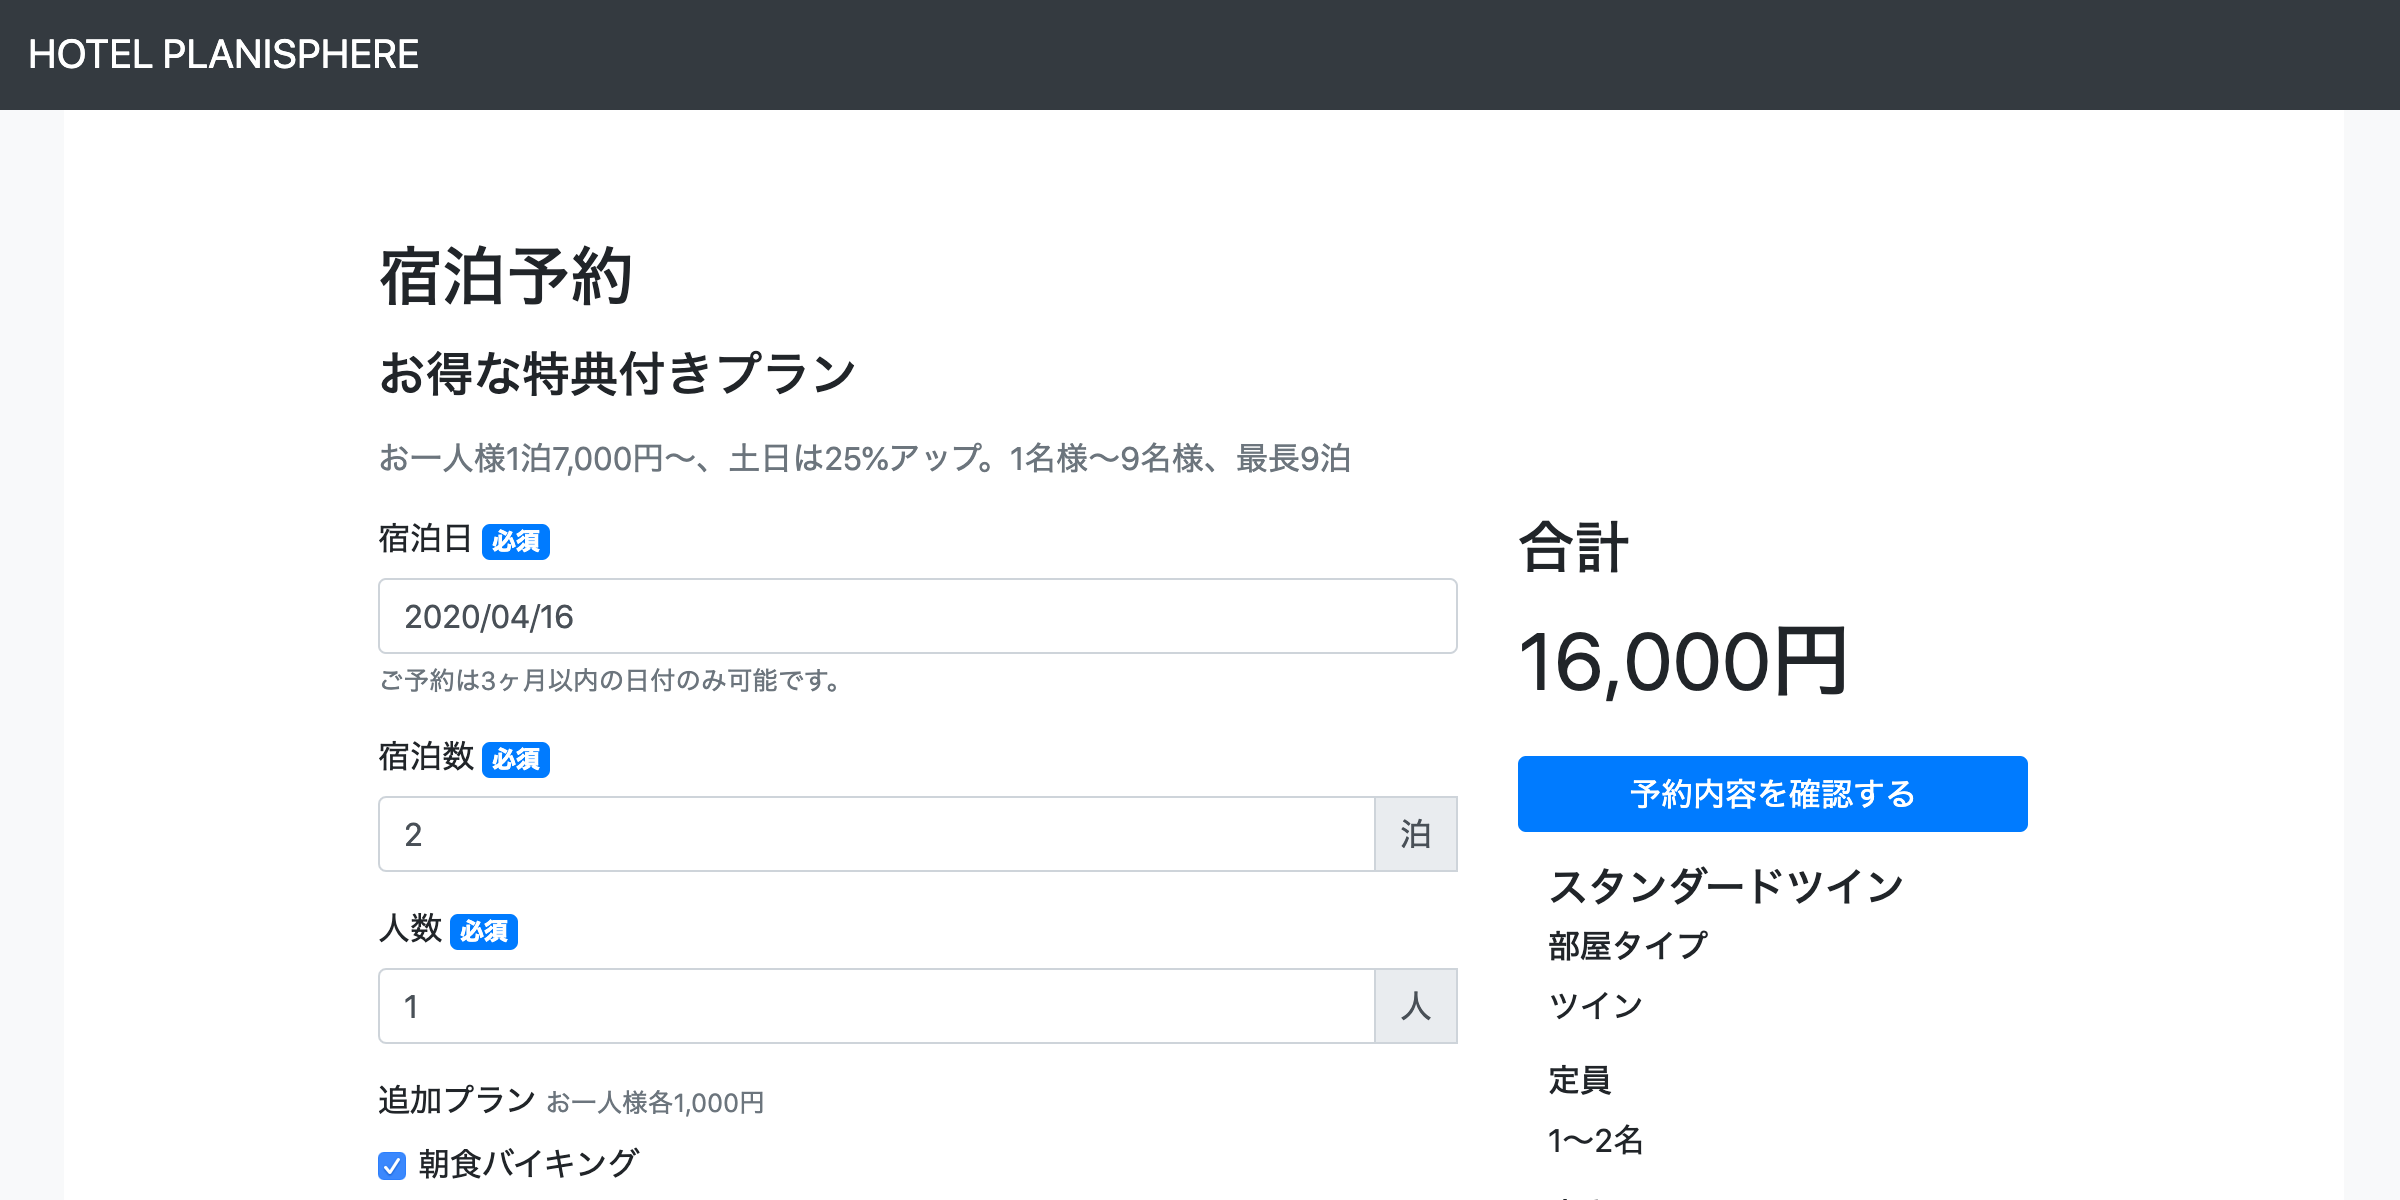 HOTEL PLANISPHERE
宿泊予約
お得な特典付きプラン
お一人様1泊7,000円〜、土日は25%アップ。1名様〜9名様、最長9泊
宿泊日 必須
2020/04/16
ご予約は3ヶ月以内の日付のみ可能です。
宿泊数 必須
2 泊
人数 必須
1 人
追加プラン お一人様各1,000円
朝食バイキング
合計
16,000円
予約内容を確認する
スタンダードツイン
部屋タイプ
ツイン
定員
1〜2名